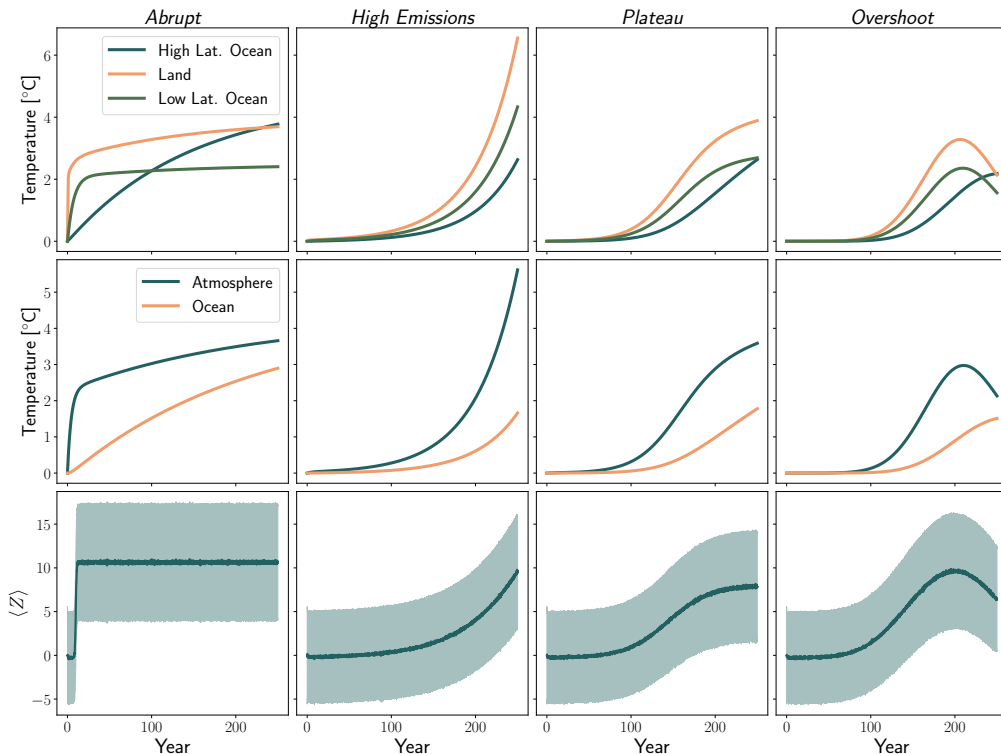 Abrupt
High Emissions
Plateau
Overshoot
Temperature [°C]
6
4
2
0
High Lat. Ocean
Land
Low Lat. Ocean
Temperature [°C]
5
4
3
2
1
0
Atmosphere
Ocean
⟨Z⟩
15
10
5
0
−5
0 100 200
0 100 200
0 100 200
0 100 200
Year
Year
Year
Year